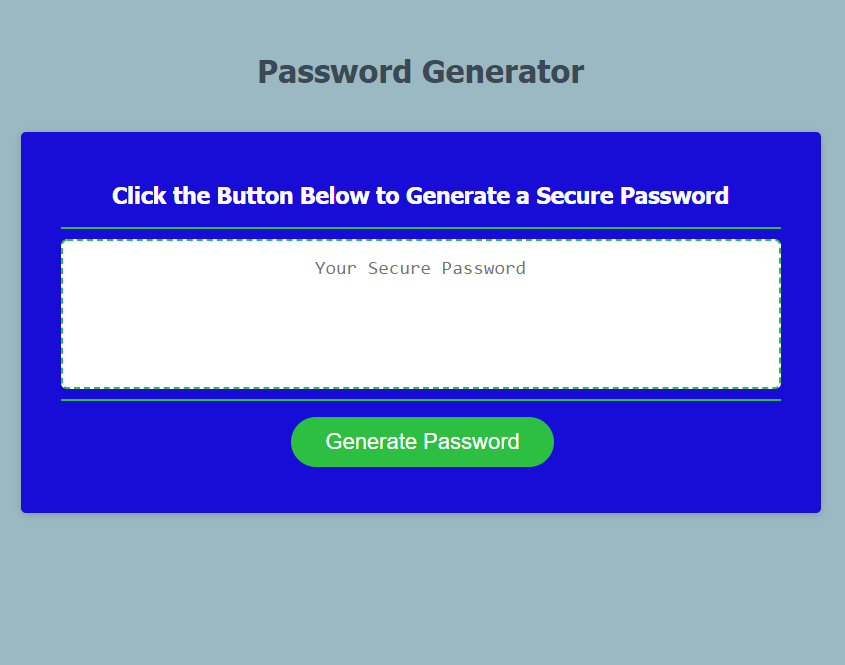 Password Generator
Click the Button Below to Generate a Secure Password
Your Secure Password
Generate Password